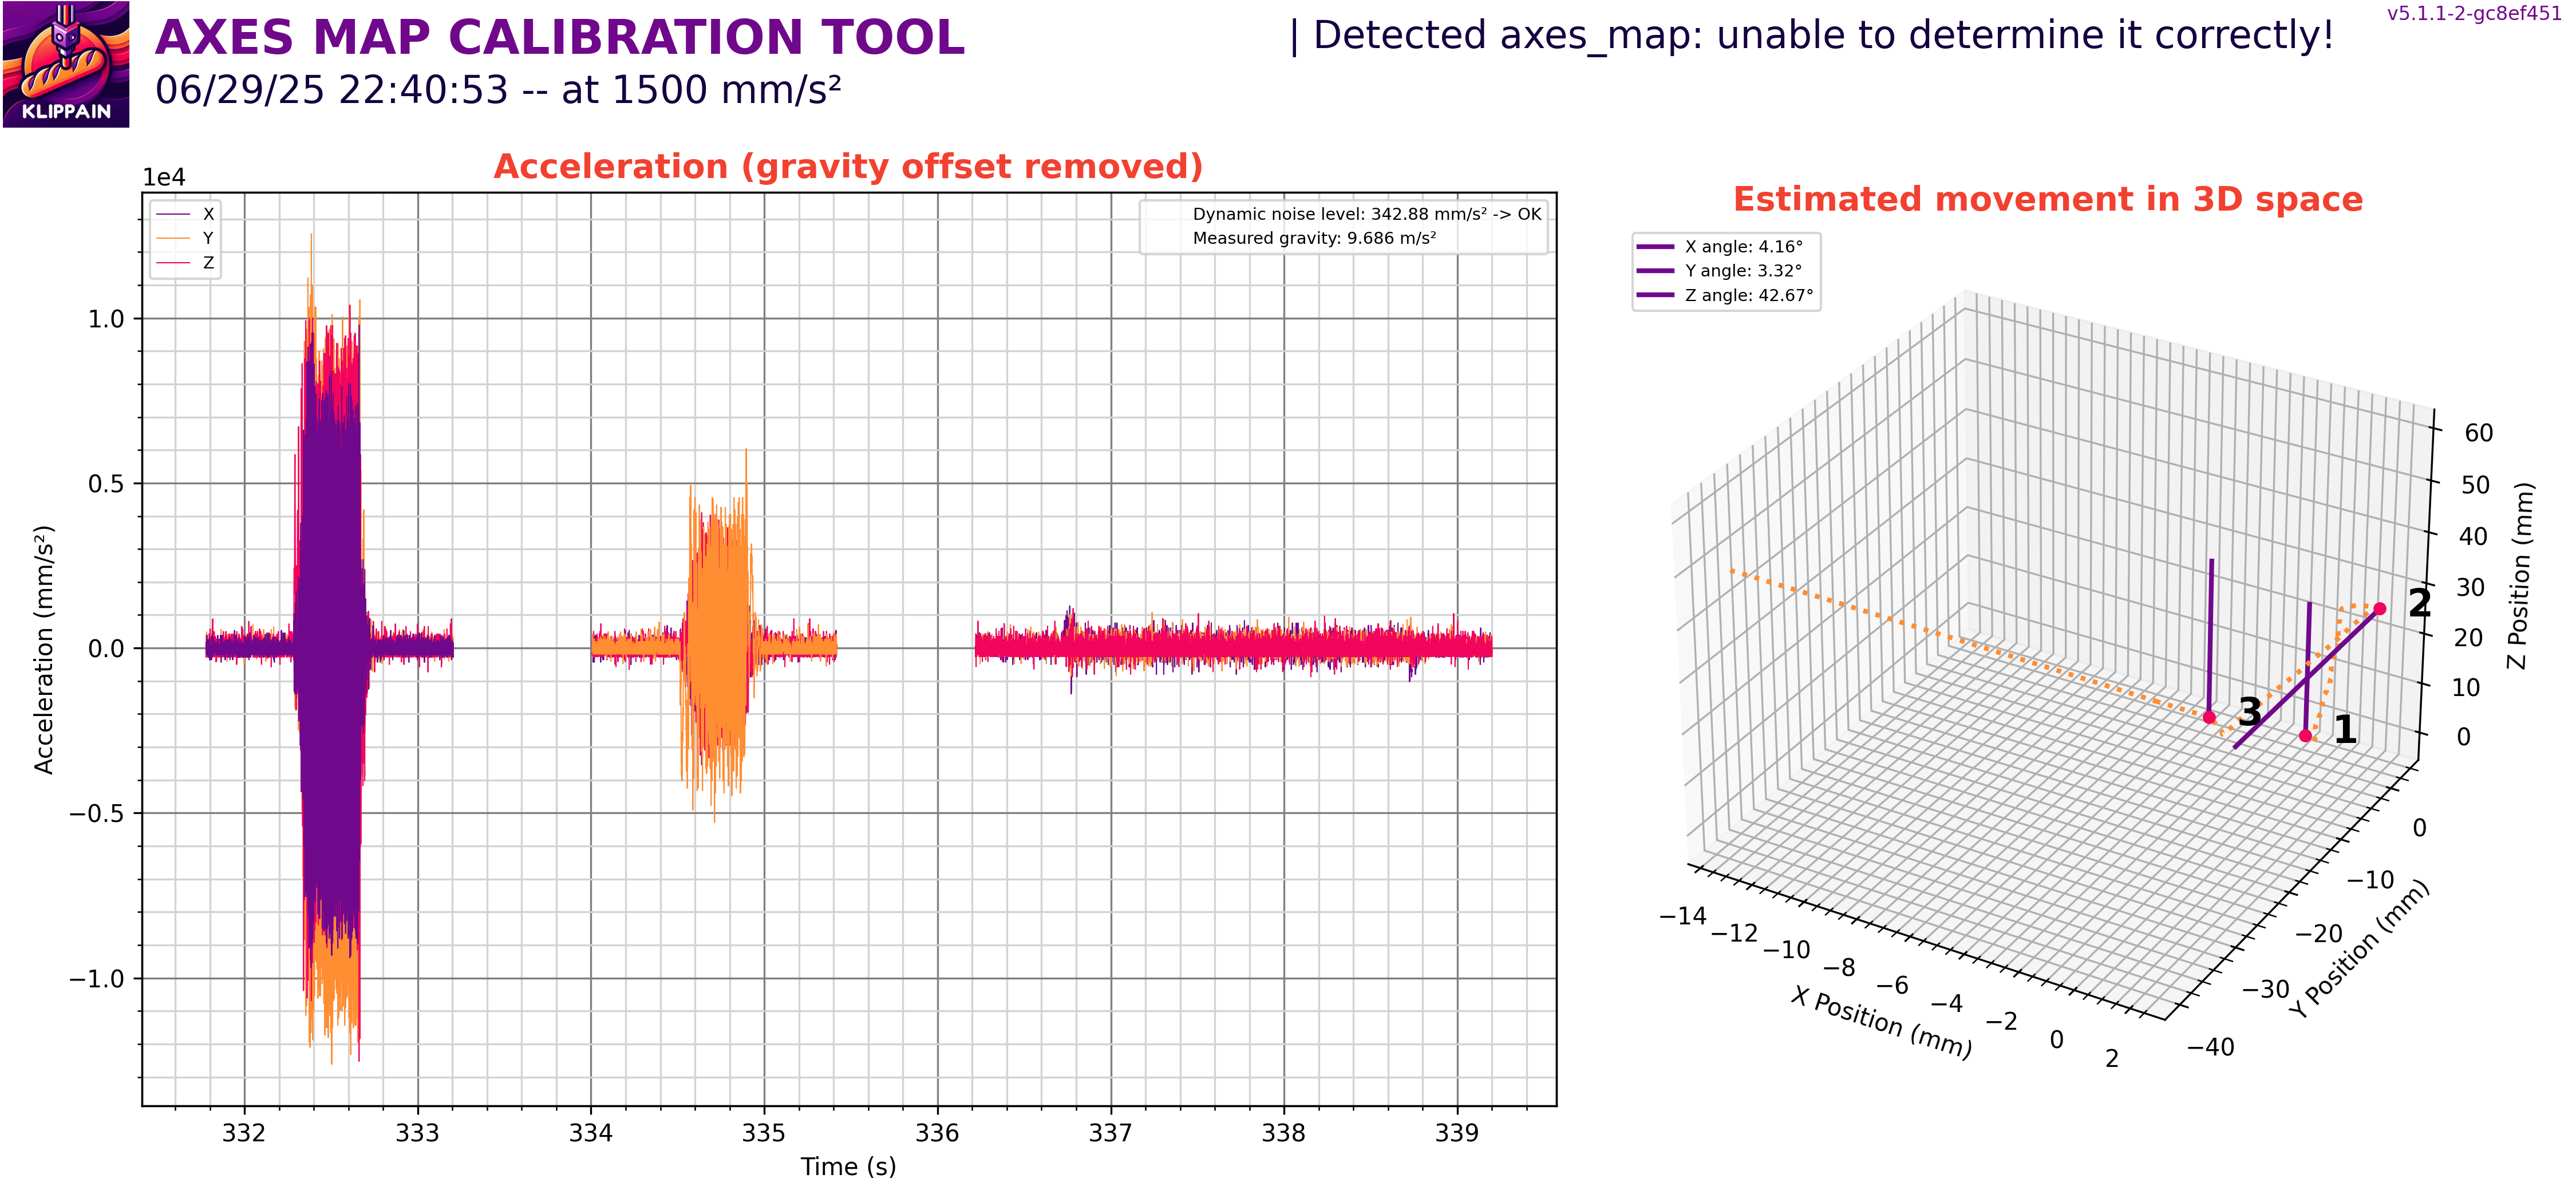 KLIPPAIN
AXES MAP CALIBRATION TOOL
06/29/25 22:40:53 -- at 1500 mm/s²
| Detected axes_map: unable to determine it correctly!
v5.1.1-2-gc8ef451
Acceleration (gravity offset removed)
1e4
X
Y
Z
Dynamic noise level: 342.88 mm/s² -> OK
Measured gravity: 9.686 m/s²
1.0
0.5
0.0
−0.5
−1.0
Acceleration (mm/s²)
332
333
334
335
336
337
338
339
Time (s)
Estimated movement in 3D space
X angle: 4.16°
Y angle: 3.32°
Z angle: 42.67°
1
2
3
60
50
40
30
20
10
0
Z Position (mm)
0
−10
−20
−30
−40
Y Position (mm)
−14
−12
−10
−8
−6
−4
−2
0
2
X Position (mm)